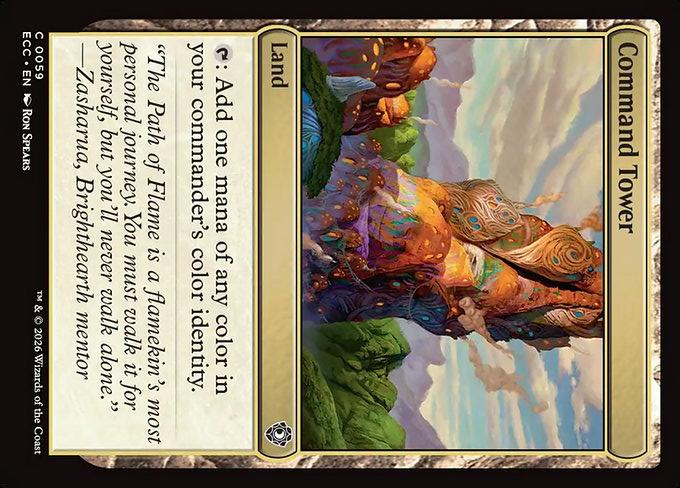 Command Tower
Land
: Add one mana of any color in
your commander's color identity.
“The Path of Flame is a flamekin's most
personal journey. You must walk it for
yourself, but you'll never walk alone.”
—Zasharua, Brighthearth mentor
C 0059
ECC • EN Ron Spears
™ & © 2026 Wizards of the Coast